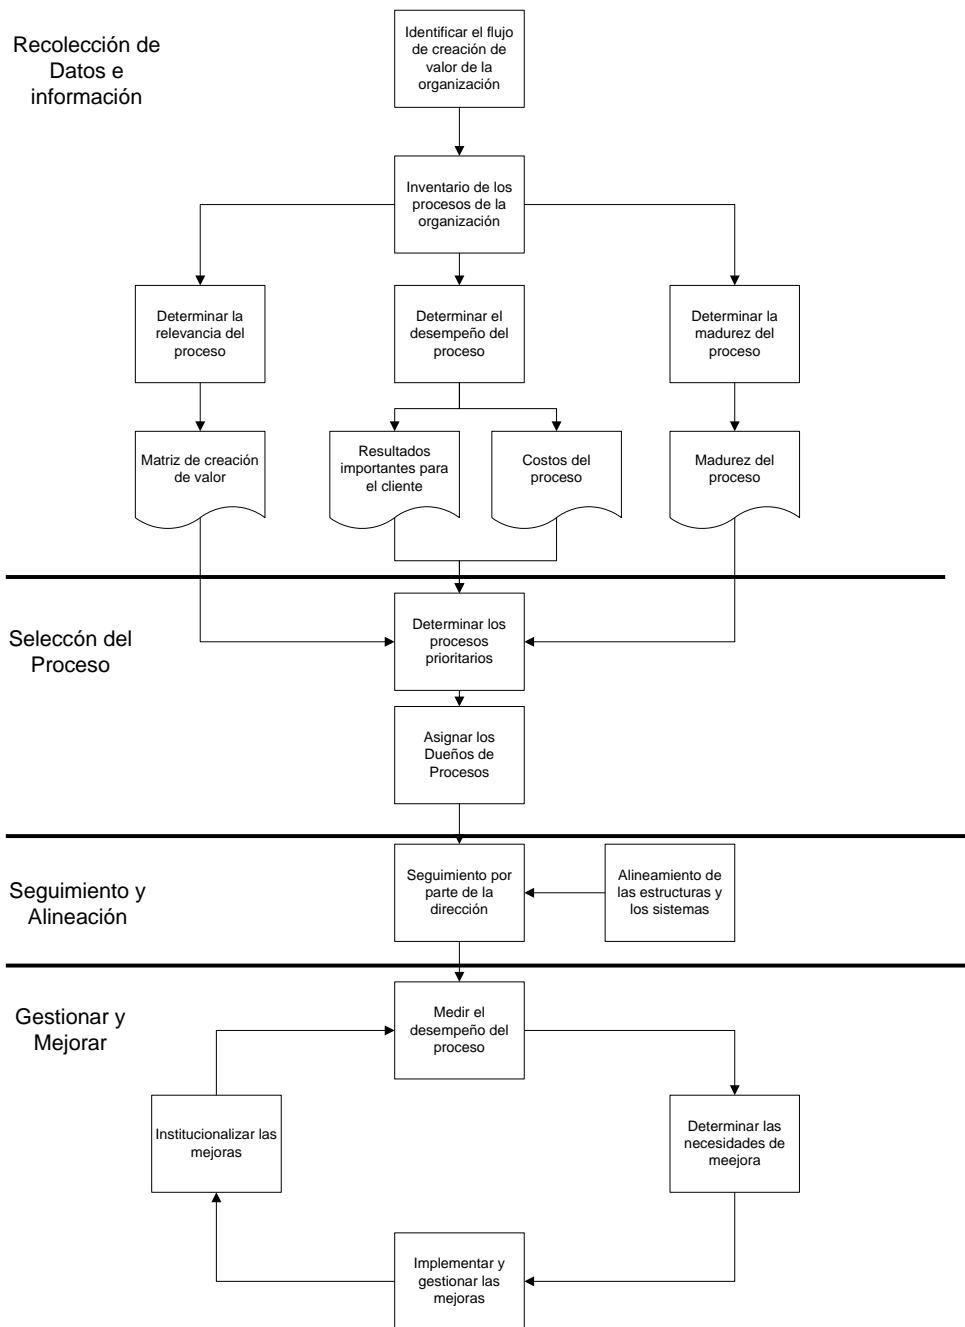 Recolección de
Datos e
información
Identificar el flujo
de creación de
valor de la
organización
Inventario de los
procesos de la
organización
Determinar la
relevancia del
proceso
Determinar el
desempeño del
proceso
Determinar la
madurez del
proceso
Matriz de creación
de valor
Resultados
importantes para
el cliente
Costos del
proceso
Madurez del
proceso
Seleccón del
Proceso
Determinar los
procesos
prioritarios
Asignar los
Dueños de
Procesos
Seguimiento y
Alineación
Seguimiento por
parte de la
dirección
Alineamiento de
las estructuras y
los sistemas
Gestionar y
Mejorar
Medir el
desempeño del
proceso
Institucionalizar las
mejoras
Determinar las
necesidades de
meejora
Implementar y
gestionar las
mejoras